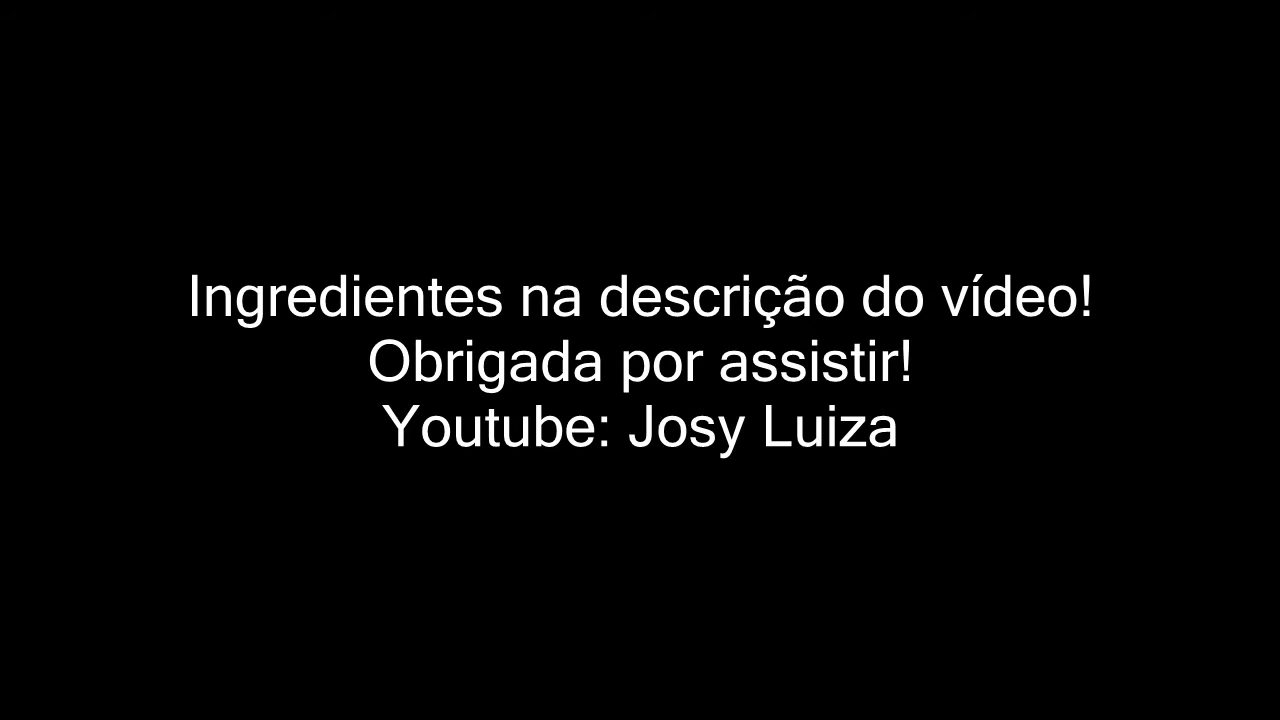 Ingredientes na descrição do vídeo!
Obrigada por assistir!
Youtube: Josy Luiza